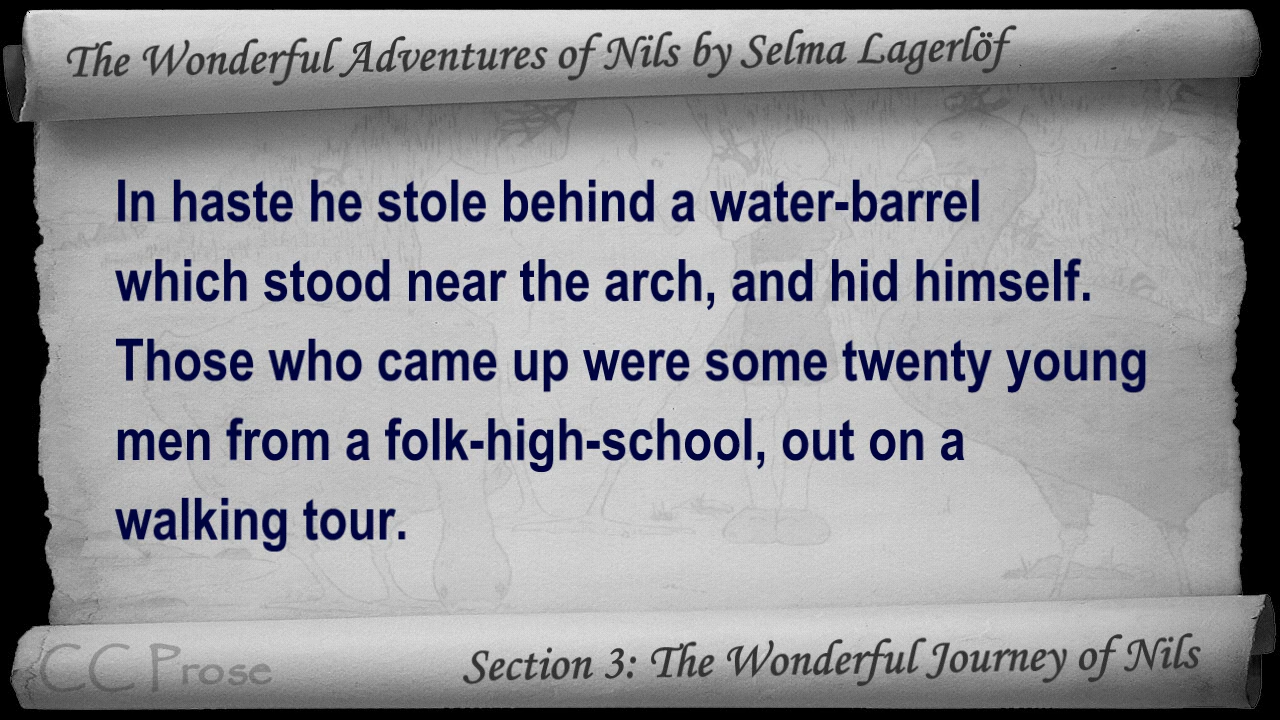 The Wonderful Adventures of Nils by Selma Lagerlöf
In haste he stole behind a water-barrel
which stood near the arch, and hid himself.
Those who came up were some twenty young
men from a folk-high-school, out on a
walking tour.
CC Prose
Section 3: The Wonderful Journey of Nils